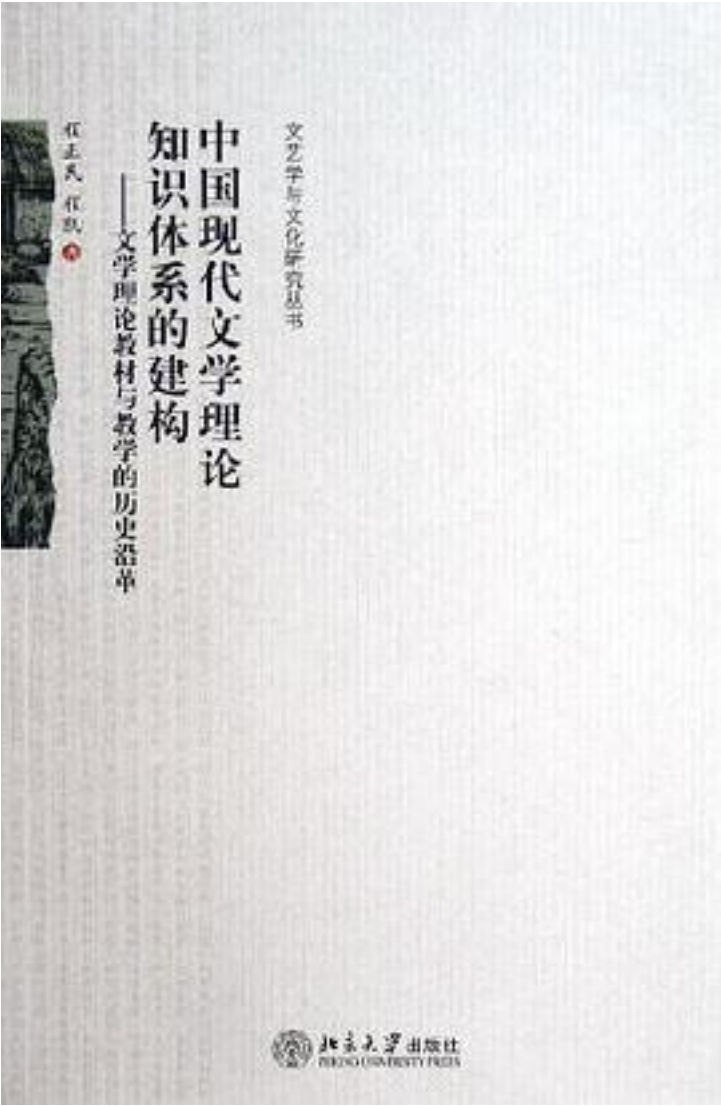 文艺学与文化研究丛书
中国现代文学理论
知识体系的建构
——文学理论教材与教学的历史沿革
程正民 程凯 著
北京大学出版社
PEKING UNIVERSITY PRESS